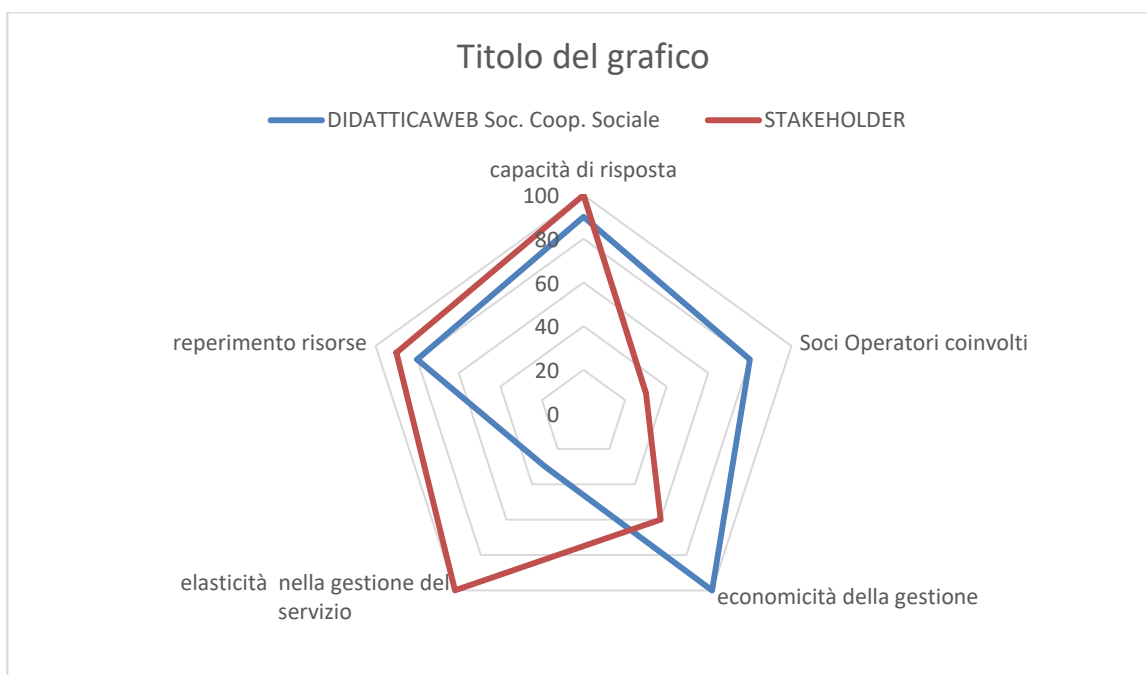 Titolo del grafico
DIDATTICAWEB Soc. Coop. Sociale
STAKEHOLDER
capacità di risposta
100
80
60
40
20
0
reperimento risorse
Soci Operatori coinvolti
elasticità nella gestione del
servizio
economicità della gestione